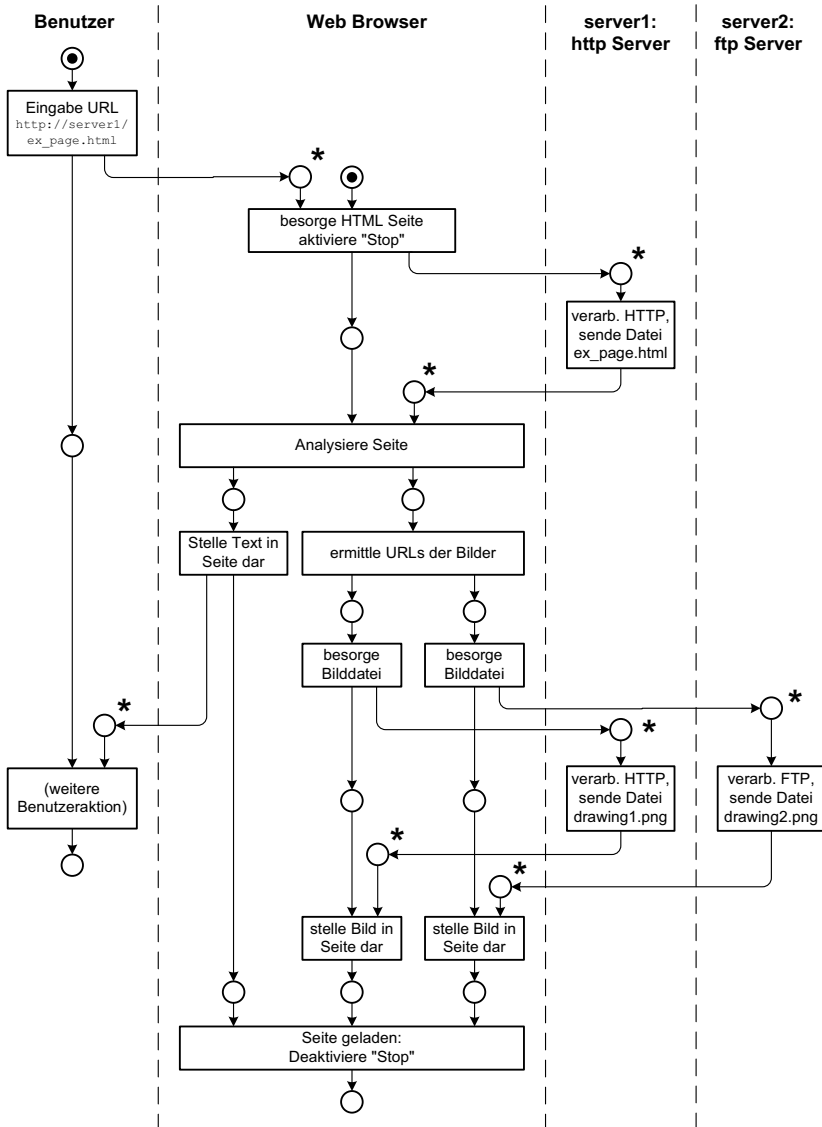 Benutzer
Web Browser
server1:
http Server
server2:
ftp Server
Eingabe URL
http://server1/
ex_page.html
*
besorge HTML Seite
aktiviere "Stop"
*
verarb. HTTP,
sende Datei
ex_page.html
*
Analysiere Seite
Stelle Text in
Seite dar
ermittle URLs der Bilder
besorge
Bilddatei
besorge
Bilddatei
*
*
*
(weitere
Benutzeraktion)
verarb. HTTP,
sende Datei
drawing1.png
verarb. FTP,
sende Datei
drawing2.png
*
*
stelle Bild in
Seite dar
stelle Bild in
Seite dar
Seite geladen:
Deaktiviere "Stop"